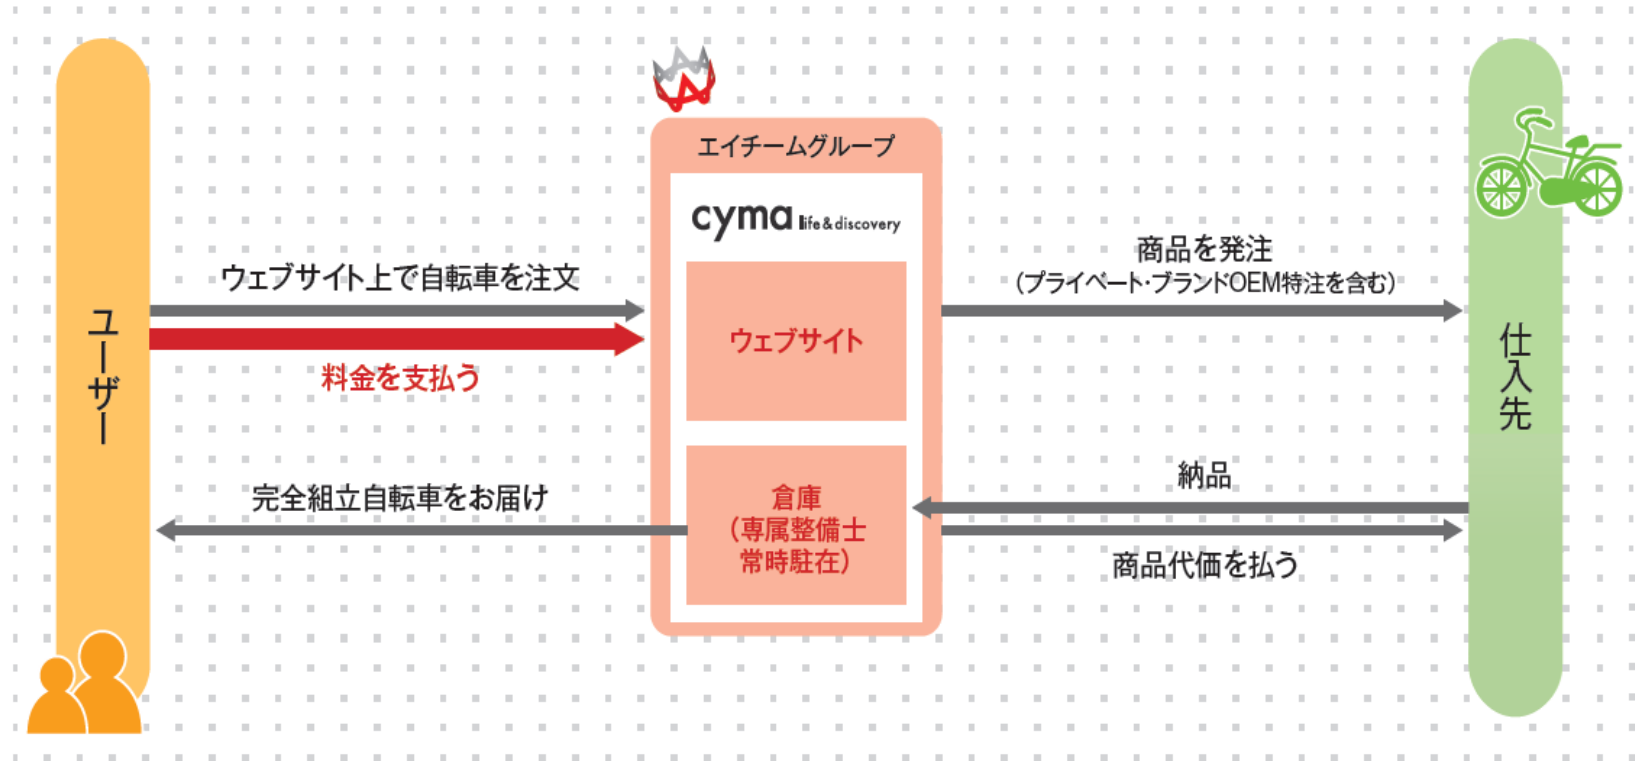 エイチームグループ
cyma life&discovery
ウェブサイト上で自転車を注文
料金を支払う
ウェブサイト
商品を発注
(プライベート・ブランドOEM特注を含む)
ユーザー
仕入先
完全組立自転車をお届け
倉庫
(専属整備士
常時駐在)
納品
商品代価を払う